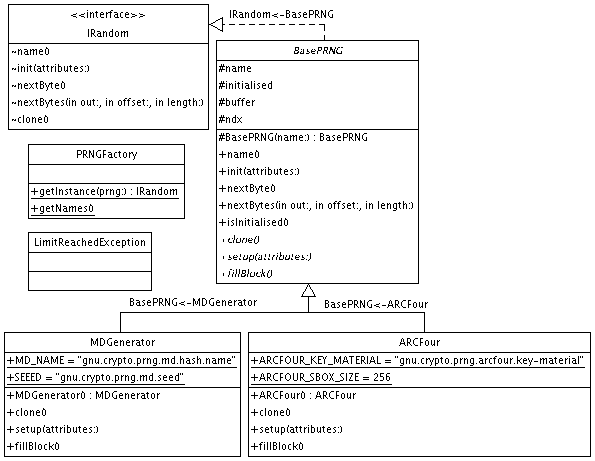 <<interface>>
IRandom
~name()
~init(attributes:)
~nextByte()
~nextBytes(in out:, in offset:, in length:)
~clone()
IRandom<-BasePRNG
BasePRNG
#name
#initialised
#buffer
#ndx
#BasePRNG(name:) : BasePRNG
+name()
+init(attributes:)
+nextByte()
+nextBytes(in out:, in offset:, in length:)
+isInitialised()
+clone()
+setup(attributes:)
+fillBlock()
PRNGFactory
+getInstance(prng:) : IRandom
+getNames()
LimitReachedException
BasePRNG<-MDGenerator
BasePRNG<-ARCFour
MDGenerator
+MD_NAME = "gnu.crypto.prng.md.hash.name"
+SEEED = "gnu.crypto.prng.md.seed"
+MDGenerator() : MDGenerator
+clone()
+setup(attributes:)
+fillBlock()
ARCFour
+ARCFOUR_KEY_MATERIAL = "gnu.crypto.prng.arcfour.key-material"
+ARCFOUR_SBOX_SIZE = 256
+ARCFour() : ARCFour
+clone()
+setup(attributes:)
+fillBlock()